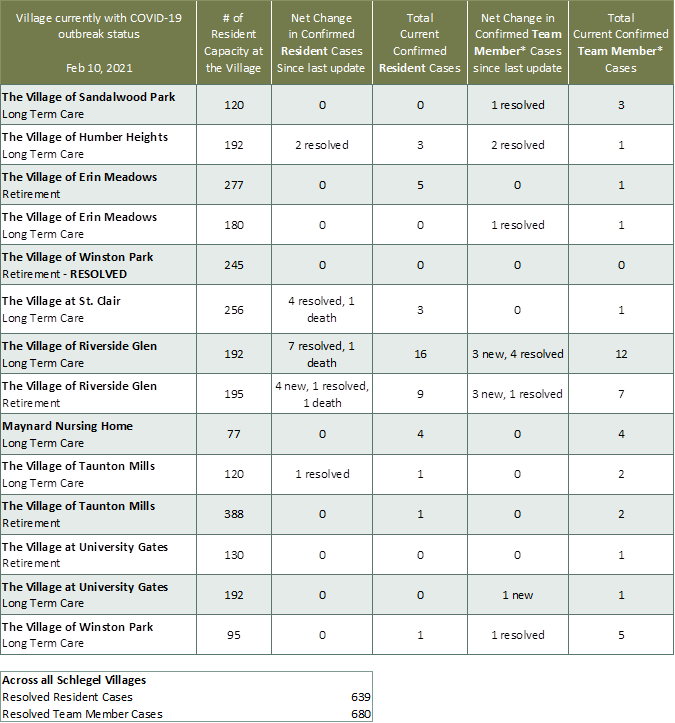 Village currently with COVID-19
outbreak status
Feb 10, 2021
# of
Resident
Capacity at
the Village
Net Change
in Confirmed
Resident Cases
Since last update
Total
Current
Confirmed
Resident Cases
Net Change in
Confirmed Team
Member* Cases
since last update
Total
Current Confirmed
Team Member*
Cases
The Village of Sandalwood Park
Long Term Care
120
0
0
1 resolved
3
The Village of Humber Heights
Long Term Care
192
2 resolved
3
2 resolved
1
The Village of Erin Meadows
Retirement
277
0
5
0
1
The Village of Erin Meadows
Long Term Care
180
0
0
1 resolved
1
The Village of Winston Park
Retirement - RESOLVED
245
0
0
0
0
The Village at St. Clair
Long Term Care
256
4 resolved, 1
death
3
0
1
The Village of Riverside Glen
Long Term Care
192
7 resolved, 1
death
16
3 new, 4 resolved
12
The Village of Riverside Glen
Retirement
195
4 new, 1 resolved,
1 death
9
3 new, 1 resolved
7
Maynard Nursing Home
Long Term Care
77
0
4
0
4
The Village of Taunton Mills
Long Term Care
120
1 resolved
1
0
2
The Village of Taunton Mills
Retirement
388
0
1
0
2
The Village at University Gates
Retirement
130
0
0
0
1
The Village at University Gates
Long Term Care
192
0
0
1 new
1
The Village of Winston Park
Long Term Care
95
0
1
1 resolved
5
Across all Schlegel Villages
Resolved Resident Cases 639
Resolved Team Member Cases 680